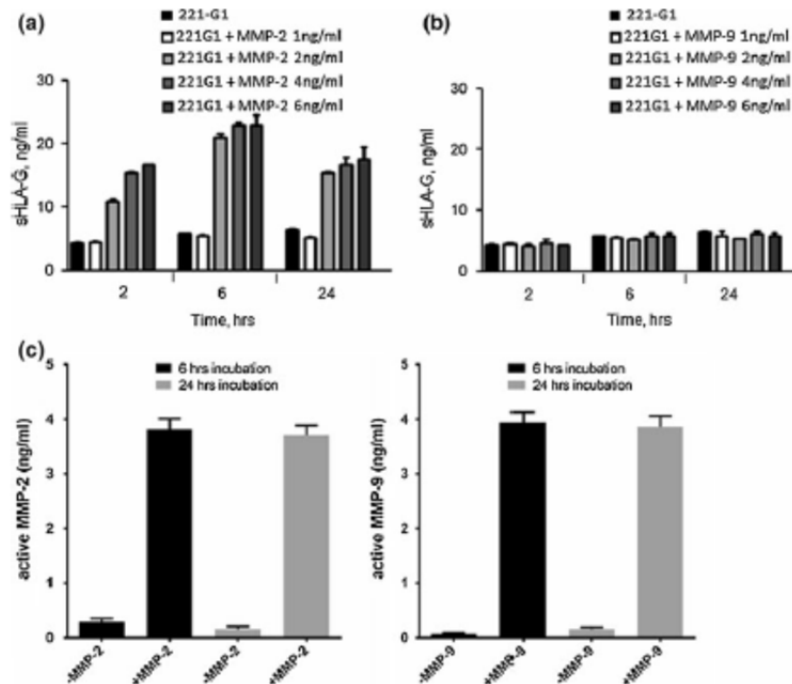 (a)
221-G1
221G1 + MMP-2 1ng/ml
221G1 + MMP-2 2ng/ml
221G1 + MMP-2 4ng/ml
221G1 + MMP-2 6ng/ml
30
20
10
0
sHLA-G, ng/ml
2 6 24
Time, hrs
(b)
221-G1
221G1 + MMP-9 1ng/ml
221G1 + MMP-9 2ng/ml
221G1 + MMP-9 4ng/ml
221G1 + MMP-9 6ng/ml
30
20
10
0
sHLA-G, ng/ml
2 6 24
Time, hrs
(c)
6 hrs incubation
24 hrs incubation
5
4
3
2
1
0
active MMP-2 (ng/ml)
-MMP-2 +MMP-2 -MMP-2 +MMP-2
6 hrs incubation
24 hrs incubation
5
4
3
2
1
0
active MMP-9 (ng/ml)
-MMP-9 +MMP-9 -MMP-9 +MMP-9